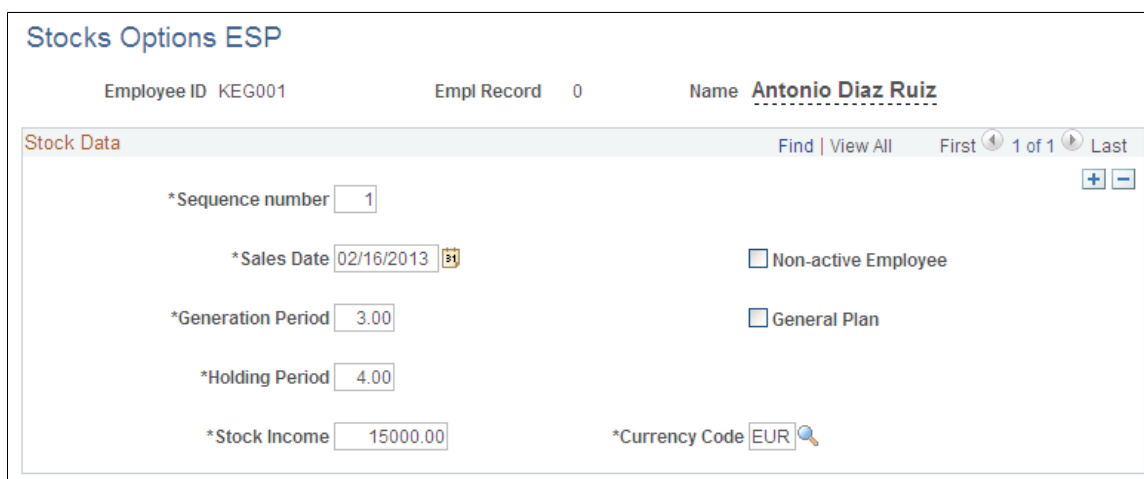 Stocks Options ESP
Employee ID KEG001 Empl Record 0 Name Antonio Diaz Ruiz
Stock Data Find | View All First 1 of 1 Last
*Sequence number 1
*Sales Date 02/16/2013 31 Non-active Employee
*Generation Period 3.00 General Plan
*Holding Period 4.00
*Stock Income 15000.00 *Currency Code EUR